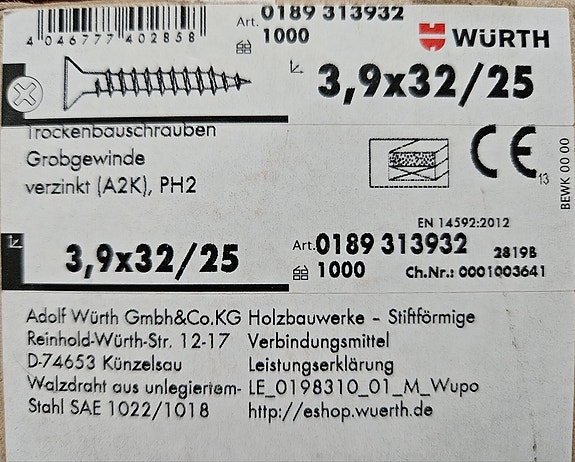 4 046777 402858
Art. 0189 313932
1000
WÜRTH
3,9x32/25
Trockenbauschrauben
Grobgewinde
verzinkt (A2K), PH2
CE
13
BEWK 00 00
EN 14592:2012
3,9x32/25
Art. 0189 313932
2819B
1000
Ch.Nr.: 0001003641
Adolf Würth GmbH&Co.KG Holzbauwerke - Stiftförmige
Reinhold-Würth-Str. 12-17 Verbindungsmittel
D-74653 Künzelsau Leistungserklärung
Walzdraht aus unlegiertem- LE_0198310_01_M_Wupo
Stahl SAE 1022/1018 http://eshop.wuerth.de